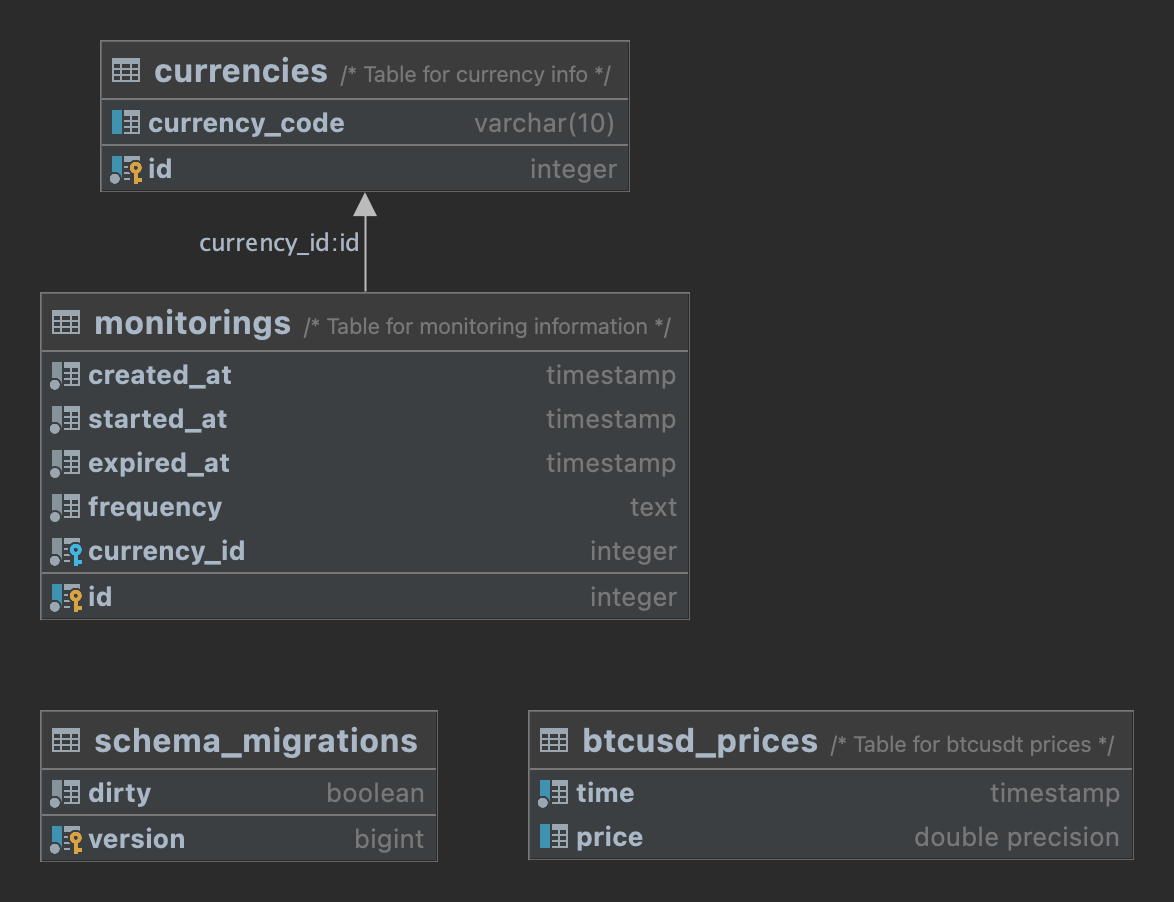 currencies /* Table for currency info */
currency_code varchar(10)
id integer
currency_id:id
monitorings /* Table for monitoring information */
created_at timestamp
started_at timestamp
expired_at timestamp
frequency text
currency_id integer
id integer
schema_migrations
dirty boolean
version bigint
btcusd_prices /* Table for btcusdt prices */
time timestamp
price double precision